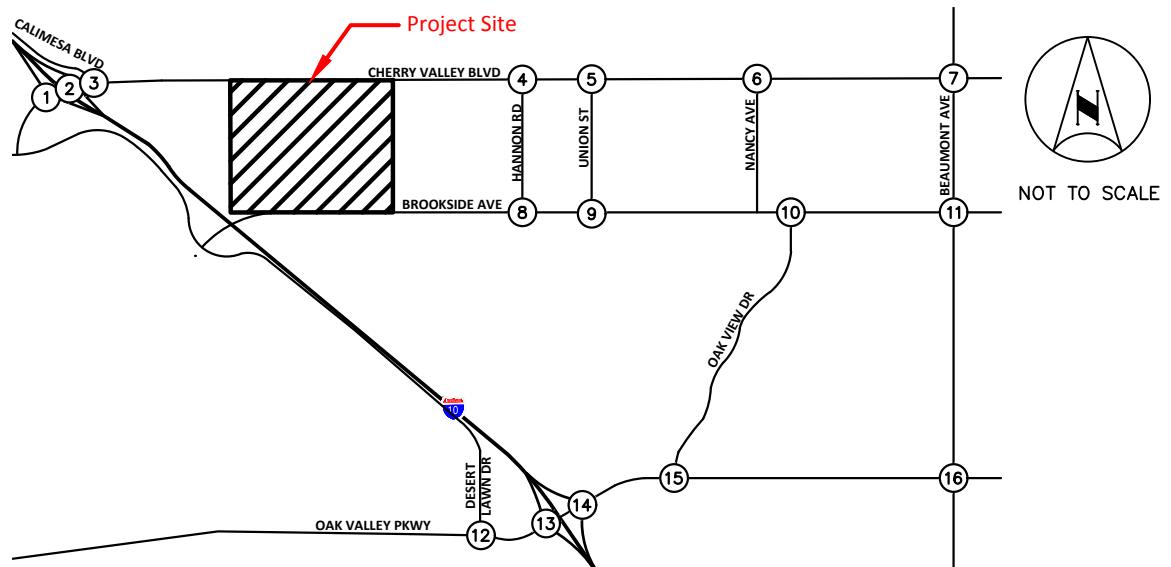 Project Site
CALIMESA BLVD
CHERRY VALLEY BLVD
1
2
3
4
5
6
7
HANNON RD
UNION ST
NANCY AVE
BEAUMONT AVE
N
NOT TO SCALE
BROOKSIDE AVE
8
9
10
11
OAK VIEW DR
10
DESERT
LAWN DR
OAK VALLEY PKWY
12
13
14
15
16